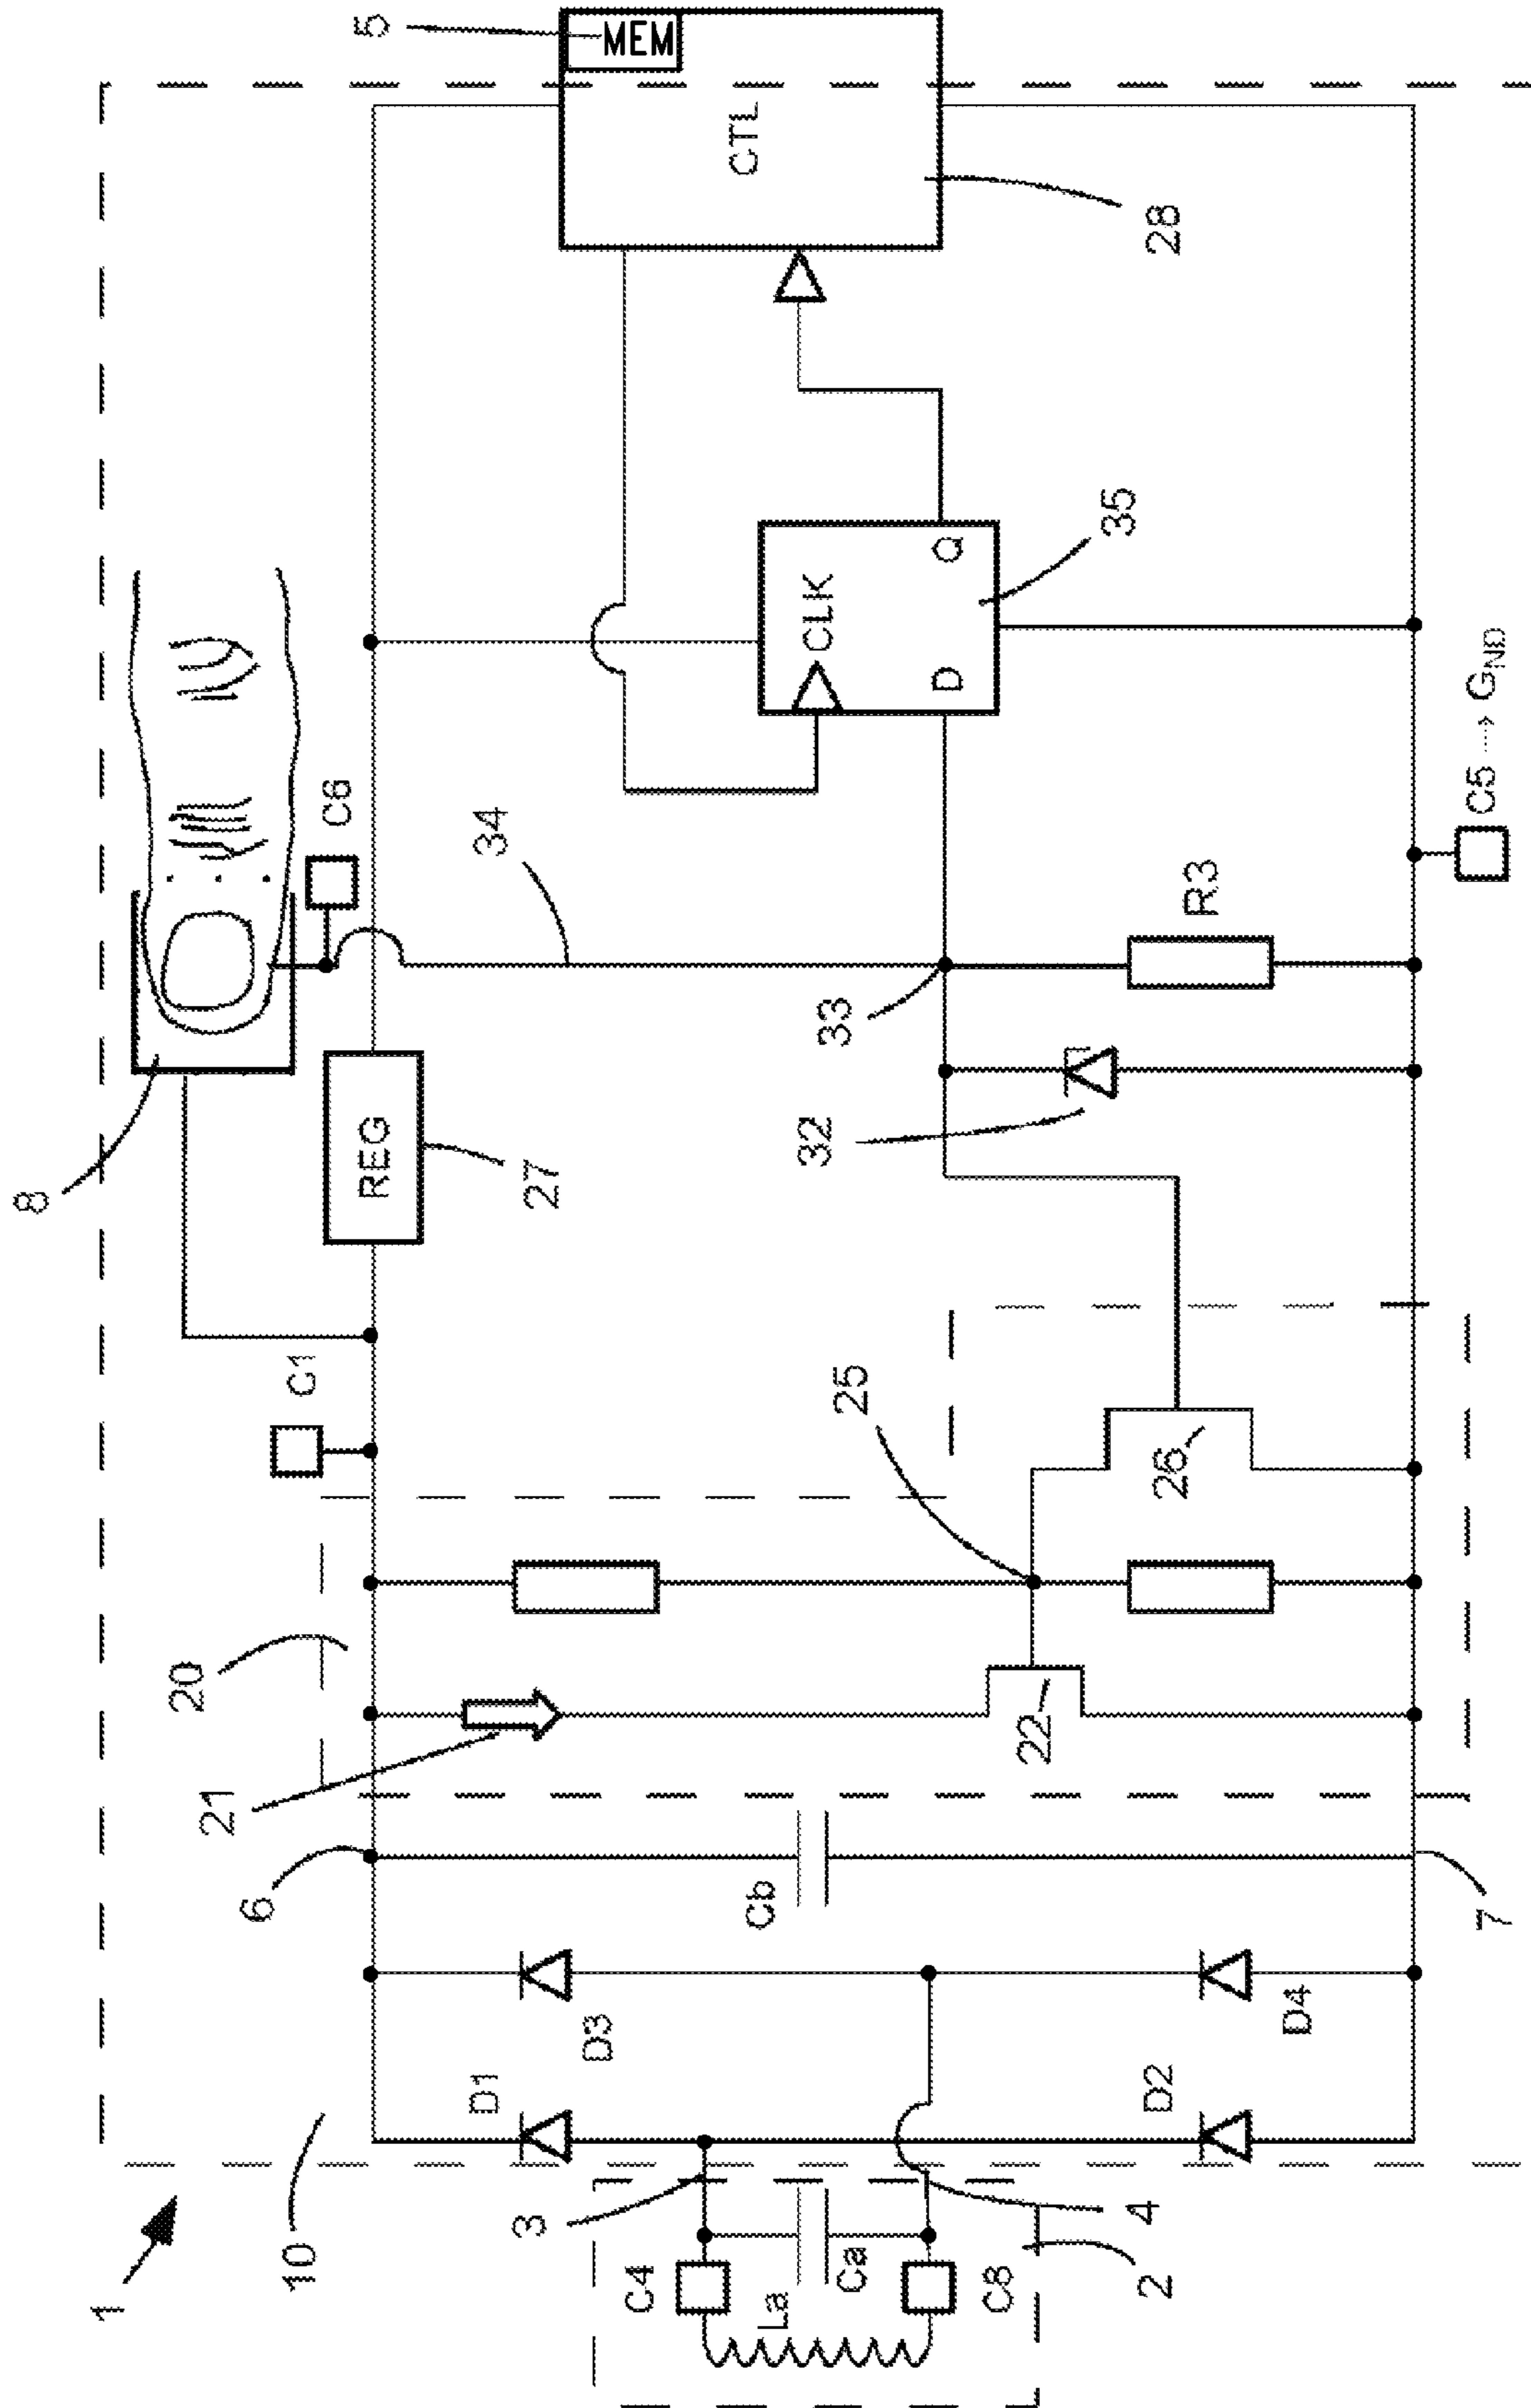 1
10
8
5
MEM
CTL
28
C6
34
CLK
D
Q
35
REG
27
C1
33
32
R3
C5 → GND
20
21
25
22
26
6
Cb
7
D1
D3
D2
D4
3
4
C4
La
Ca
C8
2